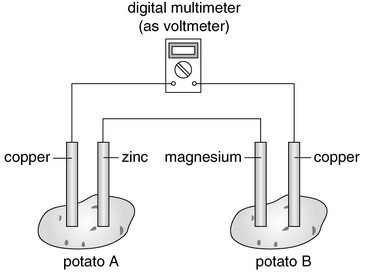 digital multimeter
(as voltmeter)
copper
zinc
magnesium
copper
potato A
potato B